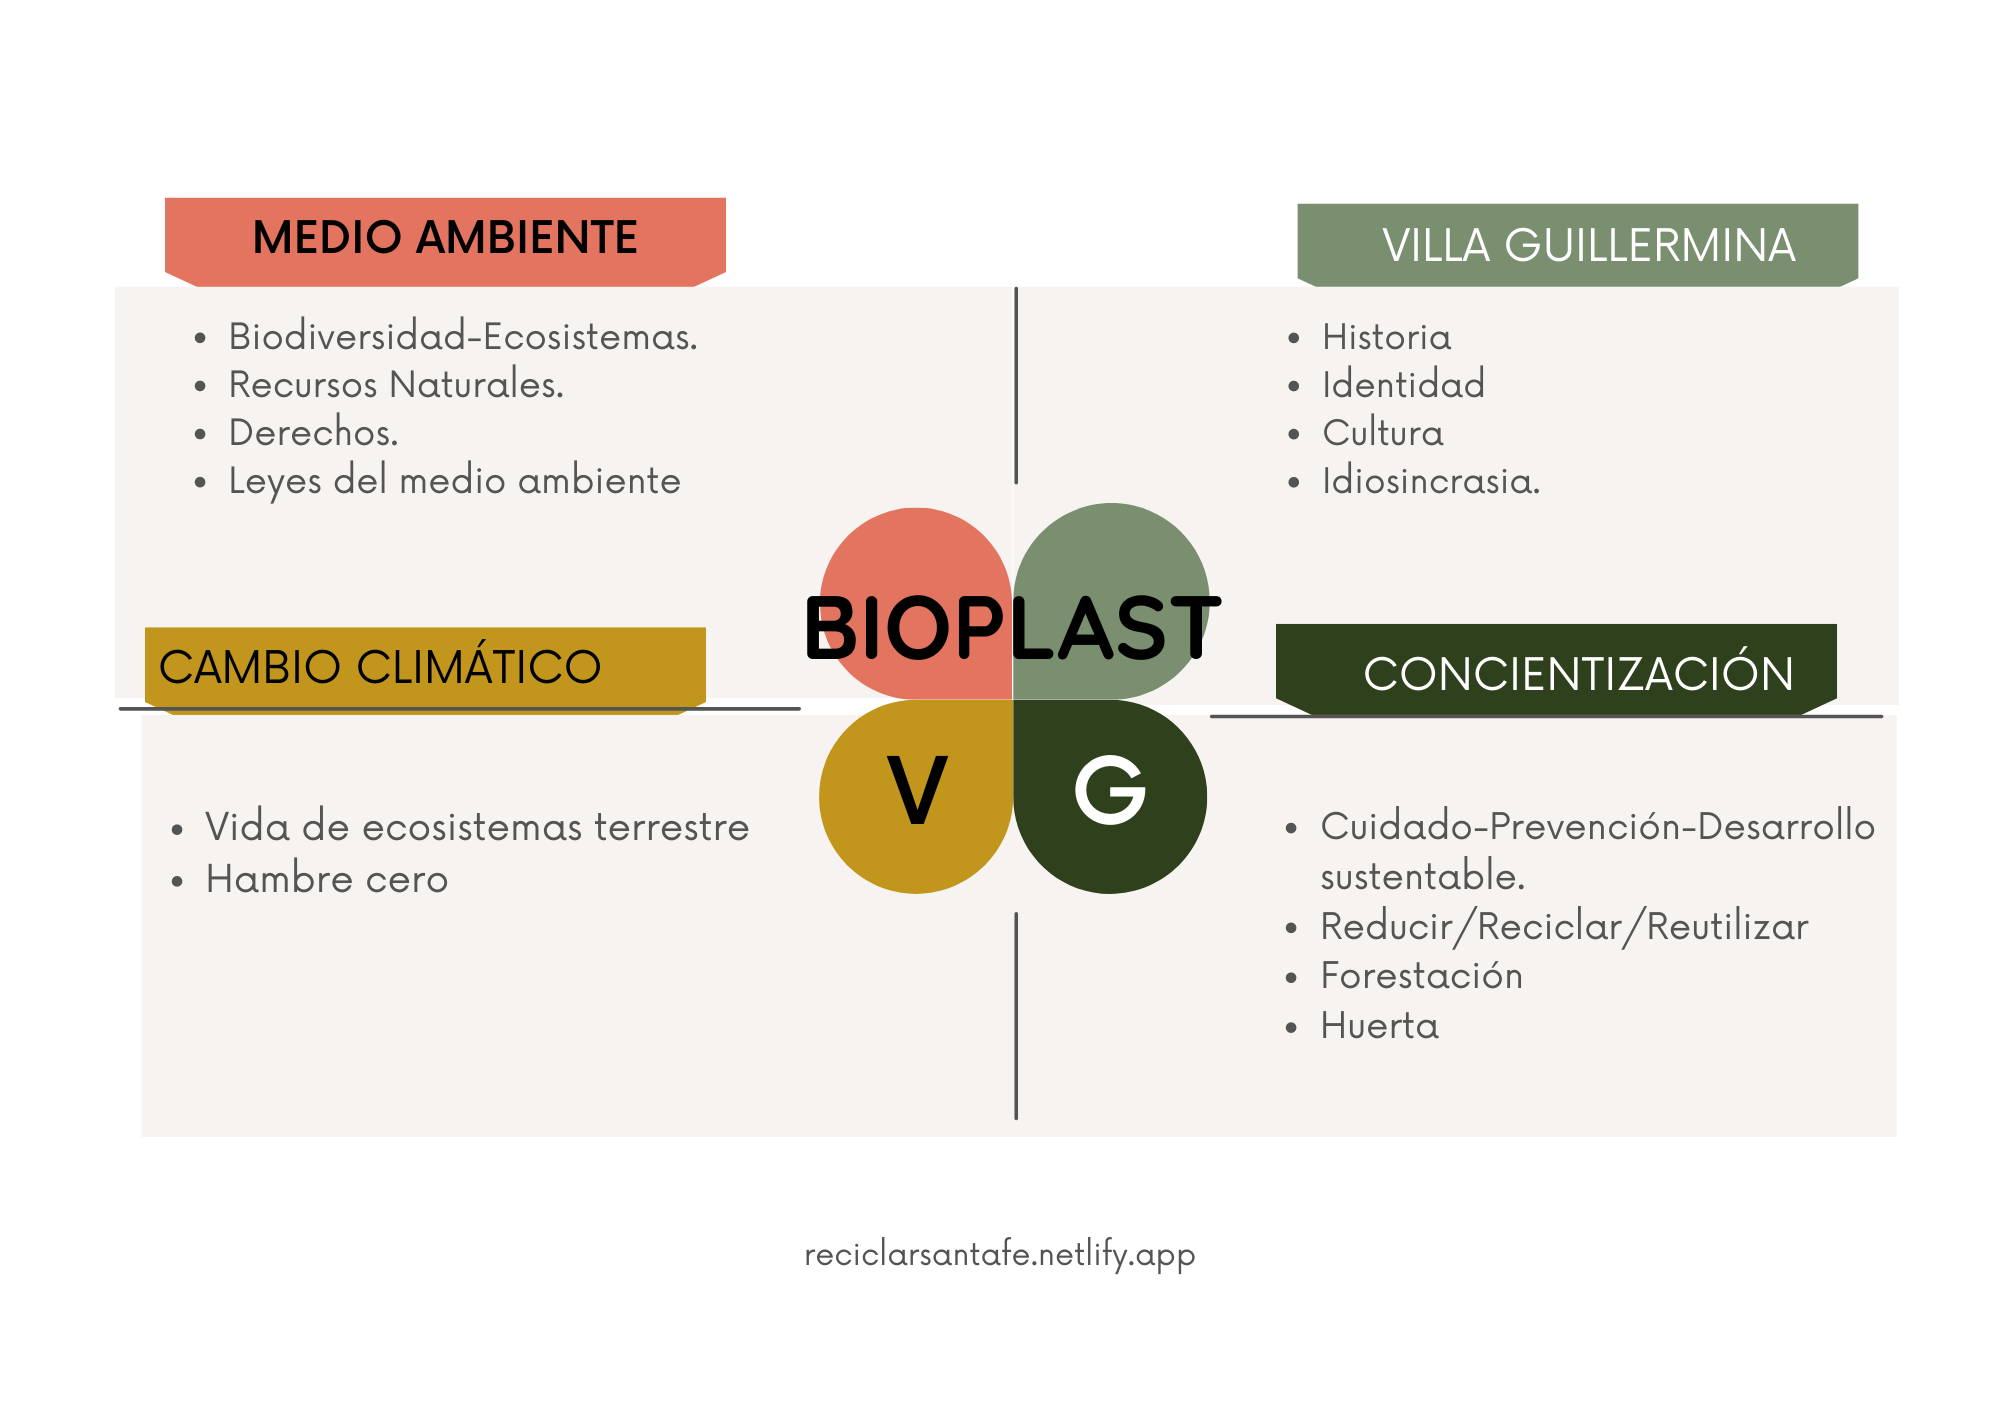 MEDIO AMBIENTE
Biodiversidad-Ecosistemas.
Recursos Naturales.
Derechos.
Leyes del medio ambiente
VILLA GUILLERMINA
Historia
Identidad
Cultura
Idiosincrasia.
BIOPLAST
V G
CAMBIO CLIMÁTICO
Vida de ecosistemas terrestre
Hambre cero
CONCIENTIZACIÓN
Cuidado-Prevención-Desarrollo
sustentable.
Reducir/Reciclar/Reutilizar
Forestación
Huerta
reciclarsantafe.netlify.app